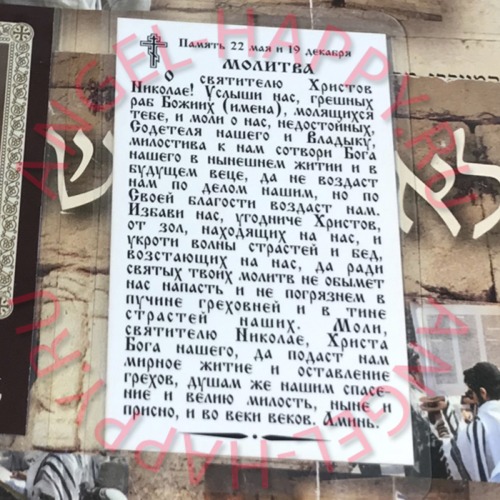 Память 22 мая и 19 декабря
МОЛИТВА
О святителю Христов
Николае! Услыши нас, грешных
раб Божиих (имена), молящихся
тебе, и моли о нас, недостойных,
Содетеля нашего и Владыку,
милостива к нам сотвори Бога
нашего в нынешнем житии и в
будущем веце, да не воздаст
нам по делом нашим, но по
Своей благости воздаст нам.
Избави нас, угодниче Христов,
от зол, находящих на нас, и
укроти волны страстей и бед,
возстающих на нас, да ради
святых твоих молитв не обымет
нас напасть и не погрязнем в
пучине греховней и в тине
страстей наших. Моли,
святителю Николае, Христа
Бога нашего, да подаст нам
мирное житие и оставление
грехов, душам же нашим спасе-
ние и велию милость, ныне и
присно, и во веки веков. Аминь.
ANGEL-HAPPY.RU
ANGEL-HAPPY.RU